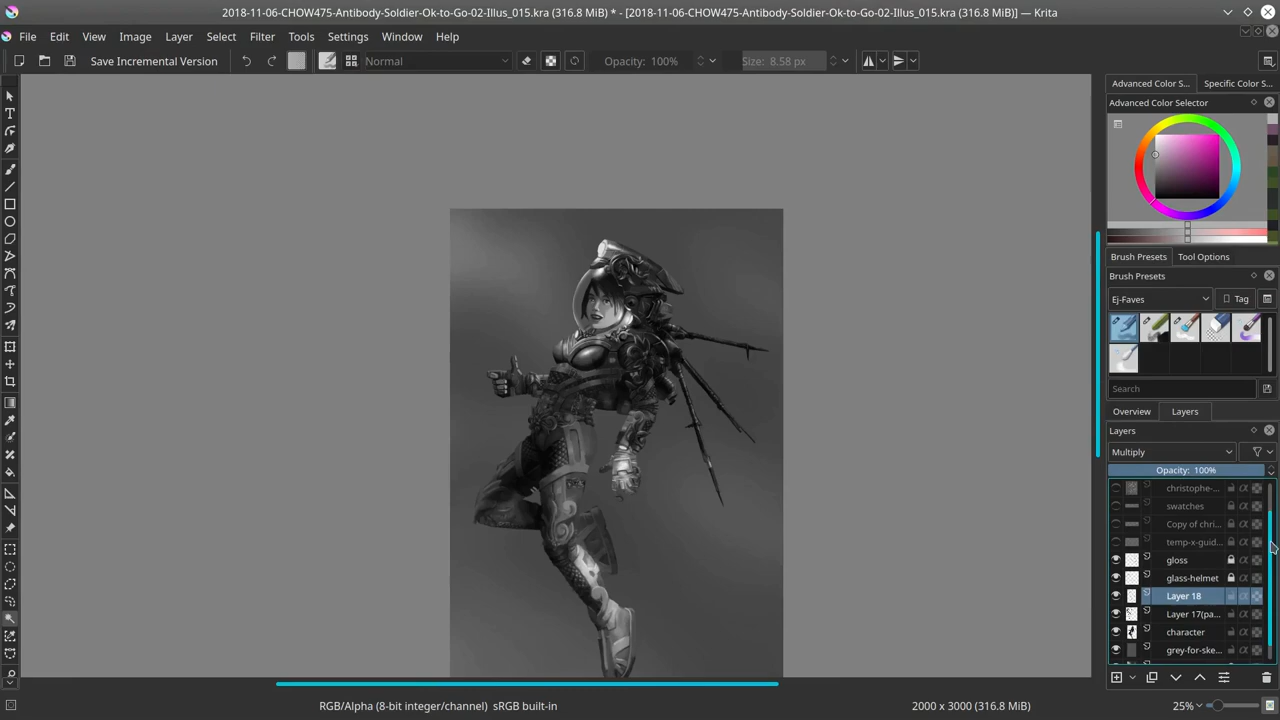 2018-11-06-CHOW475-Antibody-Soldier-Ok-to-Go-02-Illus_015.kra (316.8 MiB) * - [2018-11-06-CHOW475-Antibody-Soldier-Ok-to-Go-02-Illus_015.kra (316.8 MiB)] — Krita
File Edit View Image Layer Select Filter Tools Settings Window Help
Save Incremental Version Normal Opacity: 100% Size: 8.58 px
Advanced Color S... Specific Color S...
Advanced Color Selector
Brush Presets Tool Options
Brush Presets
Ej-Faves Tag
Search
Overview Layers
Layers
Multiply
Opacity: 100%
christophe-...
swatches
Copy of chri...
temp-x-guid...
gloss
glass-helmet
Layer 18
Layer 17(pa...
character
grey-for-ske...
RGB/Alpha (8-bit integer/channel) sRGB built-in 2000 x 3000 (316.8 MiB) 25%